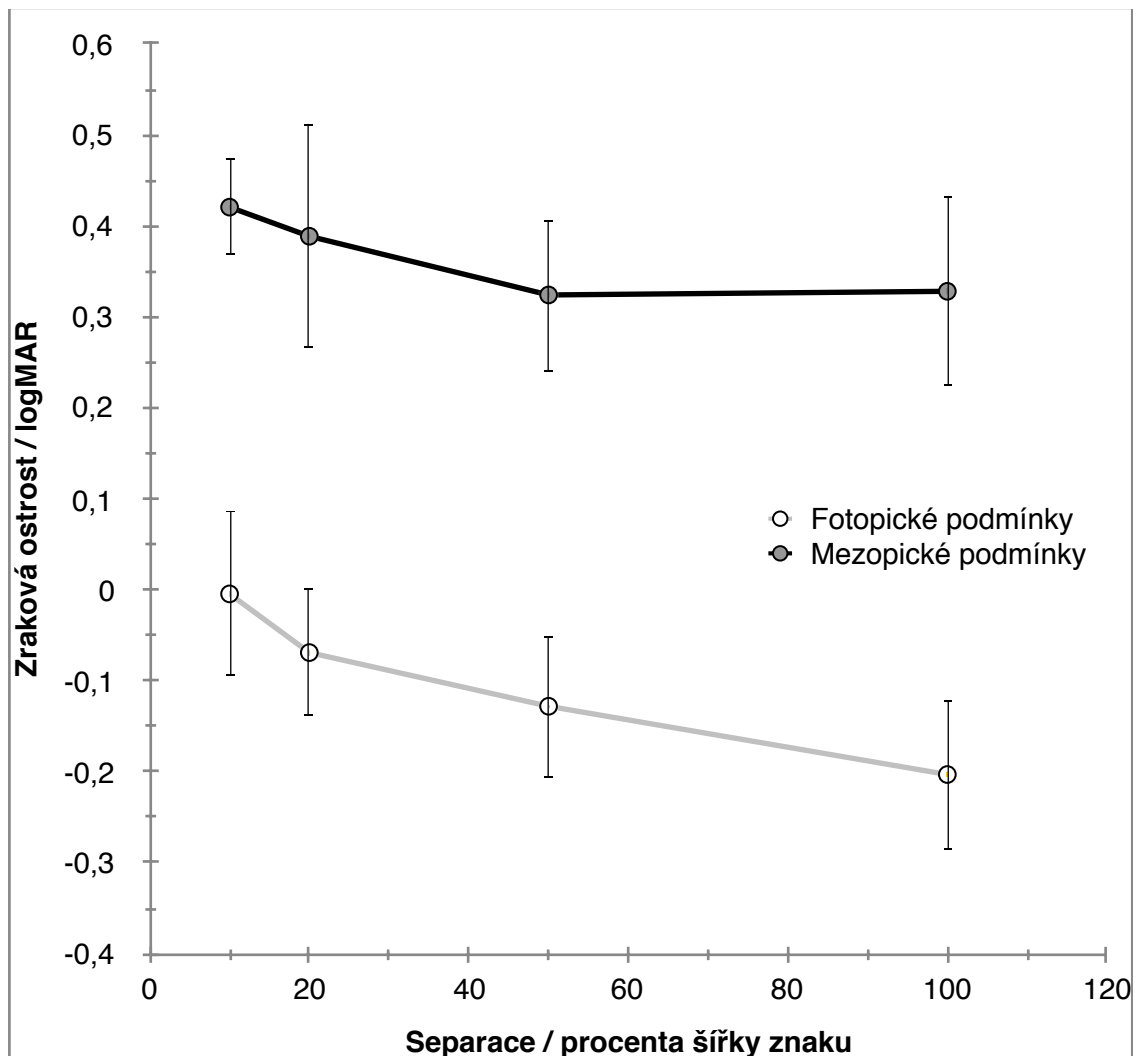 0,6
0,5
0,4
0,3
0,2
0,1
0
-0,1
-0,2
-0,3
-0,4
Zraková ostrost / logMAR
Fotopické podmínky
Mezopické podmínky
0 20 40 60 80 100 120
Separace / procenta šířky znaku